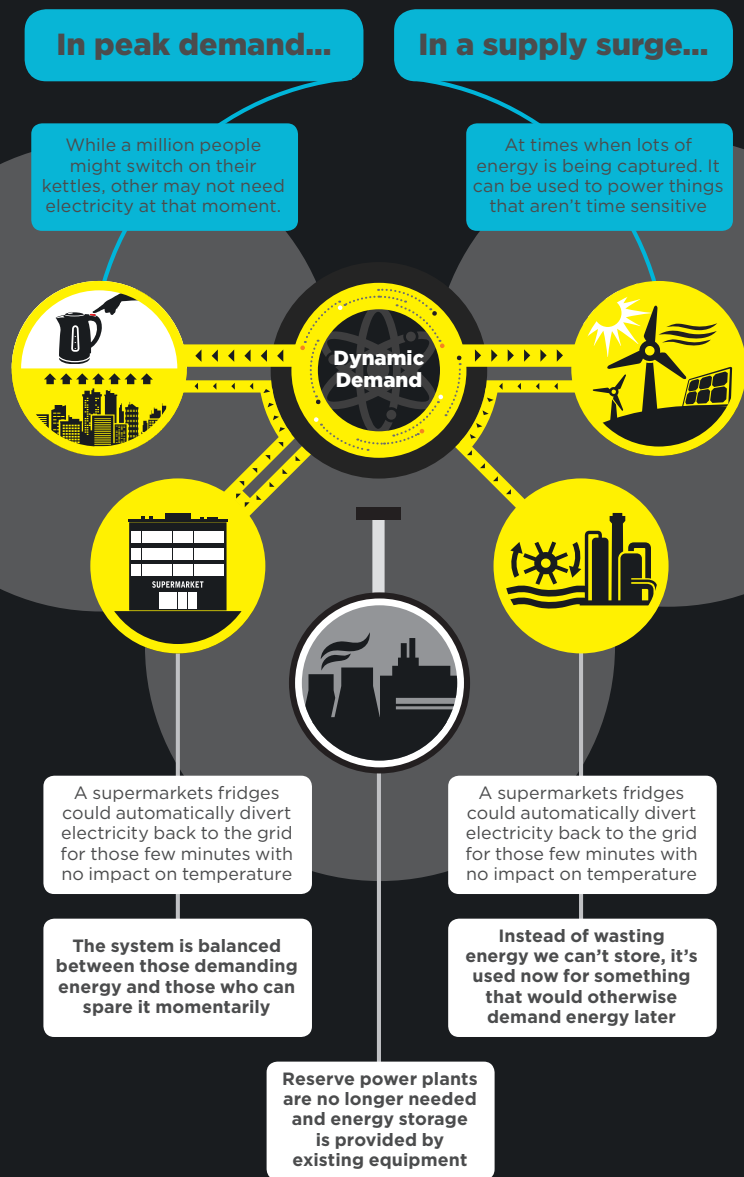 In peak demand...
In a supply surge...
While a million people
might switch on their
kettles, other may not need
electricity at that moment.
At times when lots of
energy is being captured. It
can be used to power things
that aren't time sensitive
Dynamic
Demand
SUPERMARKET
A supermarkets fridges
could automatically divert
electricity back to the grid
for those few minutes with
no impact on temperature
A supermarkets fridges
could automatically divert
electricity back to the grid
for those few minutes with
no impact on temperature
The system is balanced
between those demanding
energy and those who can
spare it momentarily
Instead of wasting
energy we can't store, it's
used now for something
that would otherwise
demand energy later
Reserve power plants
are no longer needed
and energy storage
is provided by
existing equipment